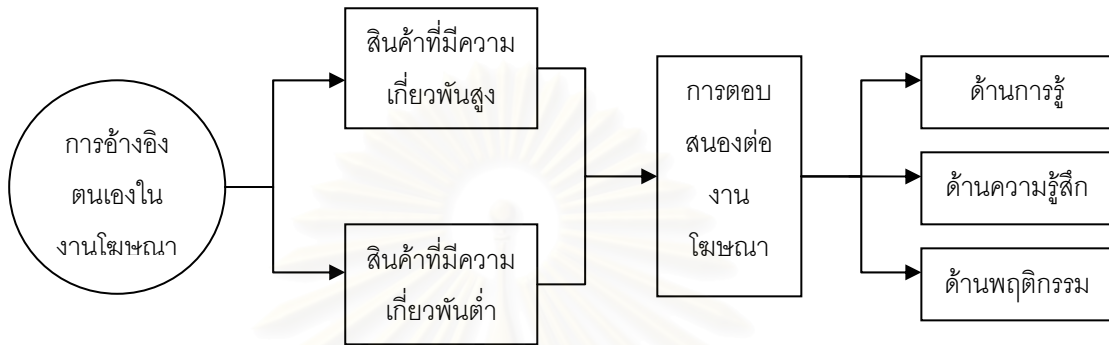 การอ้างอิง
ตนเองใน
งานโฆษณา
สินค้าที่มีความ
เกี่ยวพันสูง
สินค้าที่มีความ
เกี่ยวพันต่ำ
การตอบ
สนองต่อ
งาน
โฆษณา
ด้านการรู้
ด้านความรู้สึก
ด้านพฤติกรรม